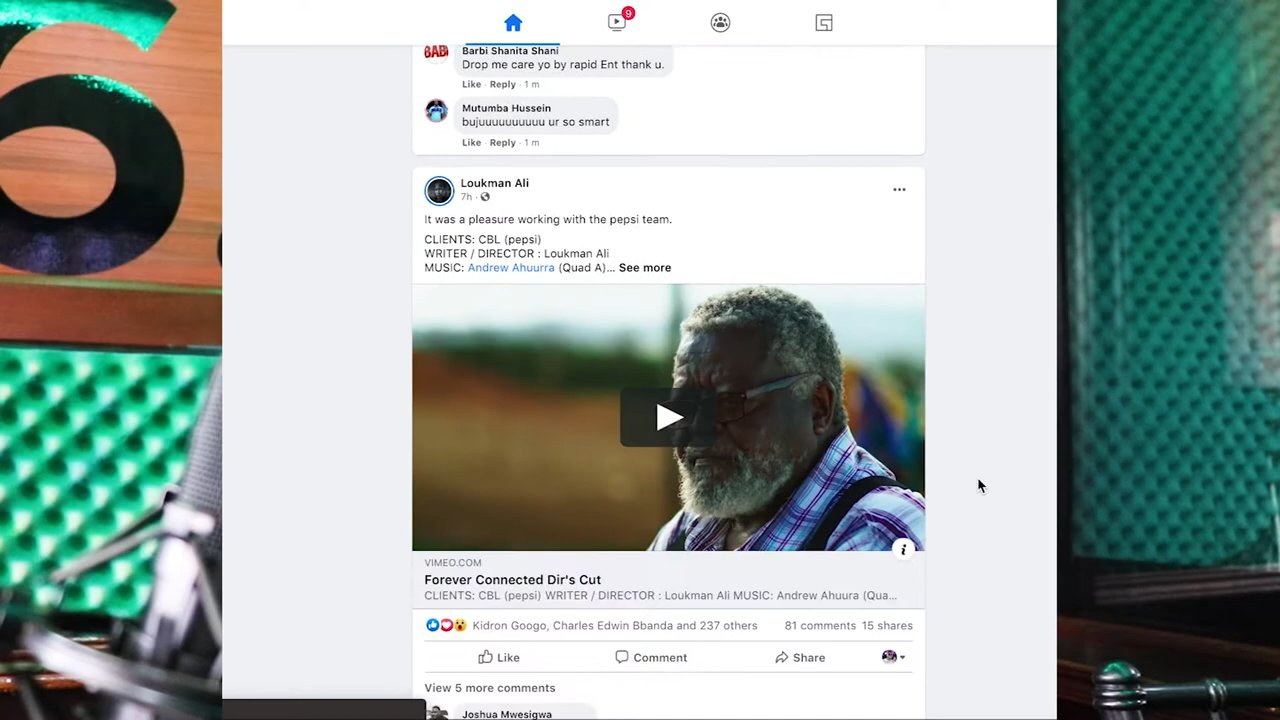 6.
9
Barbi Shanita Shani
Drop me care yo by rapid Ent thank u.
Like · Reply · 1 m
Mutumba Hussein
bujuuuuuuuuuu ur so smart
Like · Reply · 1 m
Loukman Ali
7h ·
It was a pleasure working with the pepsi team.
CLIENTS: CBL (pepsi)
WRITER / DIRECTOR : Loukman Ali
MUSIC: Andrew Ahuurra (Quad A)... See more
VIMEO.COM
Forever Connected Dir's Cut
CLIENTS: CBL (pepsi) WRITER / DIRECTOR : Loukman Ali MUSIC: Andrew Ahuura (Qua...
Kidron Googo, Charles Edwin Bbanda and 237 others 81 comments 15 shares
Like Comment Share
View 5 more comments
Joshua Mwesigwa